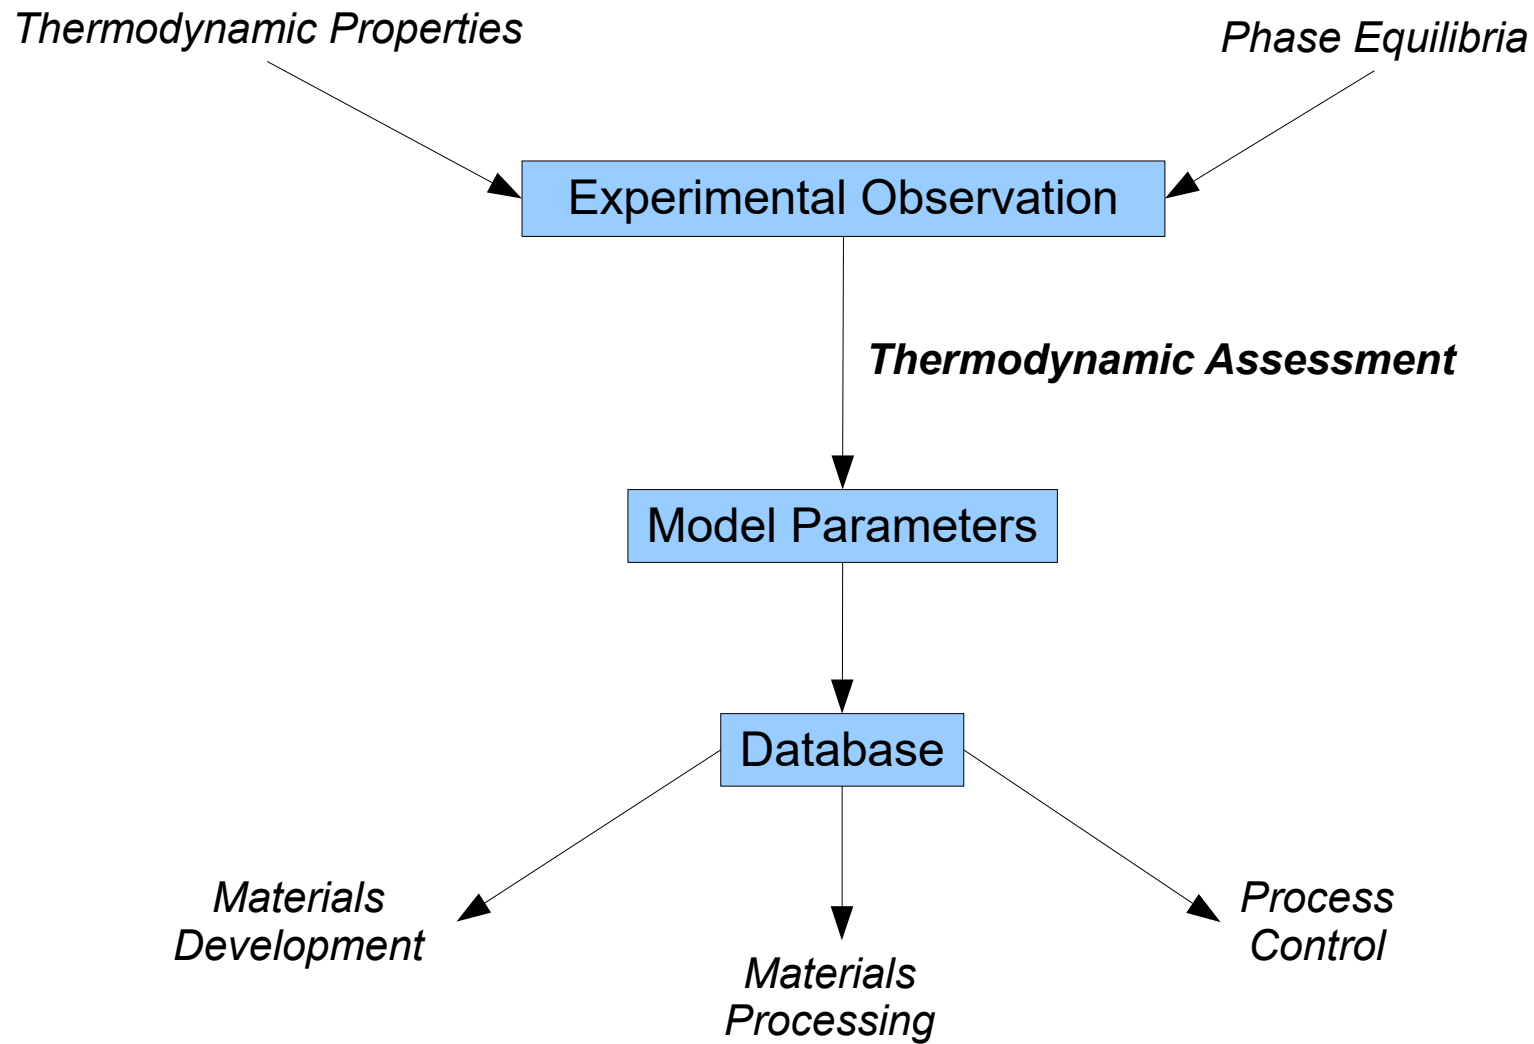 Thermodynamic Properties
Phase Equilibria
Experimental Observation
Thermodynamic Assessment
Model Parameters
Database
Materials
Development
Materials
Processing
Process
Control